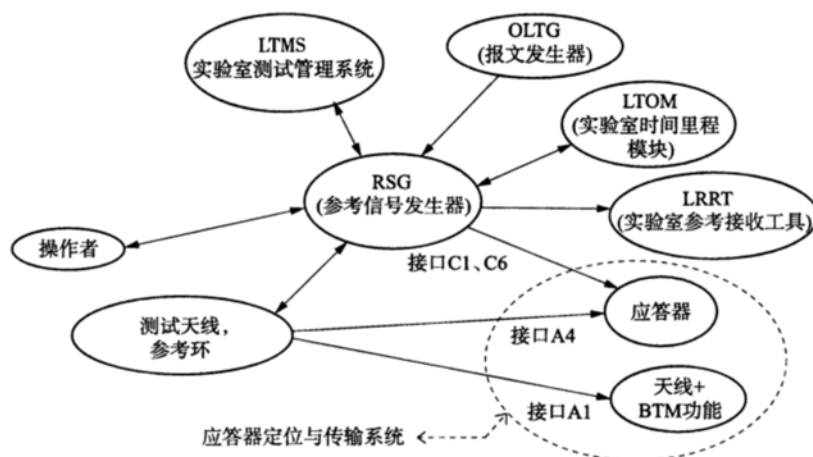 LTMS
实验室测试管理系统
OLTG
(报文发生器)
LTOM
(实验室时间里程
模块)
RSG
(参考信号发生器)
LRRT
(实验室参考接收工具)
操作者
接口C1、C6
测试天线,
参考环
应答器
接口A4
天线+
BTM功能
接口A1
应答器定位与传输系统